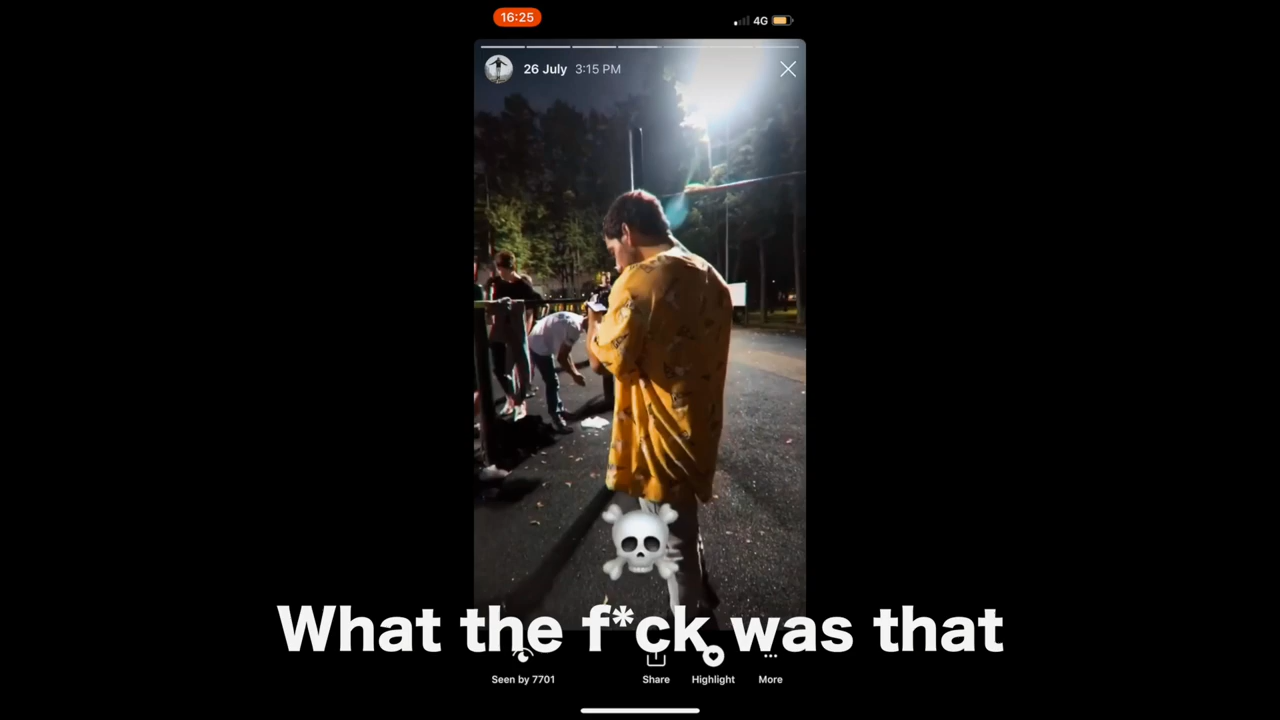 16:25
4G
26 July 3:15 PM
What the f*ck was that
Seen by 7701
Share
Highlight
More